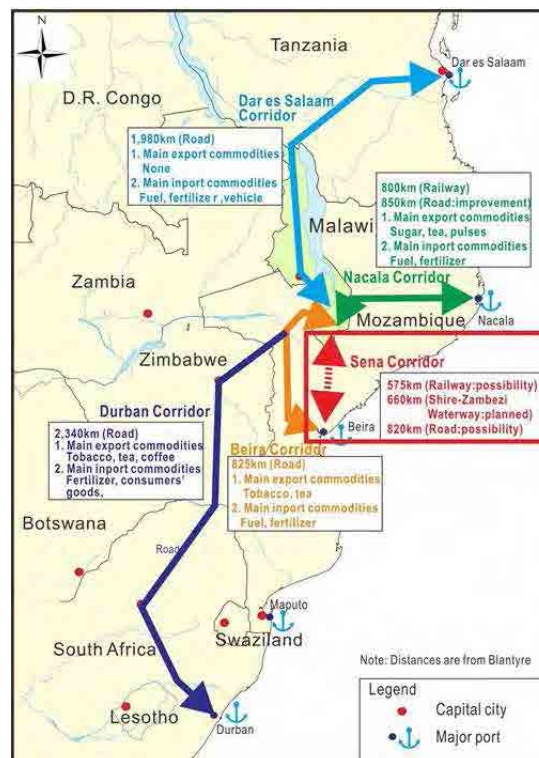 N
Tanzania
Dar es Salaam
D.R. Congo
Dar es Salaam
Corridor
1,980km (Road)
1. Main export commodities
None
2. Main inport commodities
Fuel, fertilize r ,vehicle
Malawi
800km (Railway)
850km (Road:improvement)
1. Main export commodities
Sugar, tea, pulses
2. Main inport commodities
Fuel, fertilizer
Zambia
Nacala Corridor
Mozambique
Nacala
Zimbabwe
Sena Corridor
575km (Railway:possibility)
660km (Shire-Zambezi
Waterway:planned)
820km (Road:possibility)
Beira
Durban Corridor
2,340km (Road)
1. Main export commodities
Tobacco, tea, coffee
2. Main inport commodities
Fertilizer, consumers'
goods,
Beira Corridor
825km (Road)
1. Main export commodities
Tobacco, tea
2. Main inport commodities
Fuel, fertilizer
Botswana
Road
Maputo
Swaziland
South Africa
Lesotho
Durban
Note: Distances are from Blantyre
Legend
Capital city
Major port